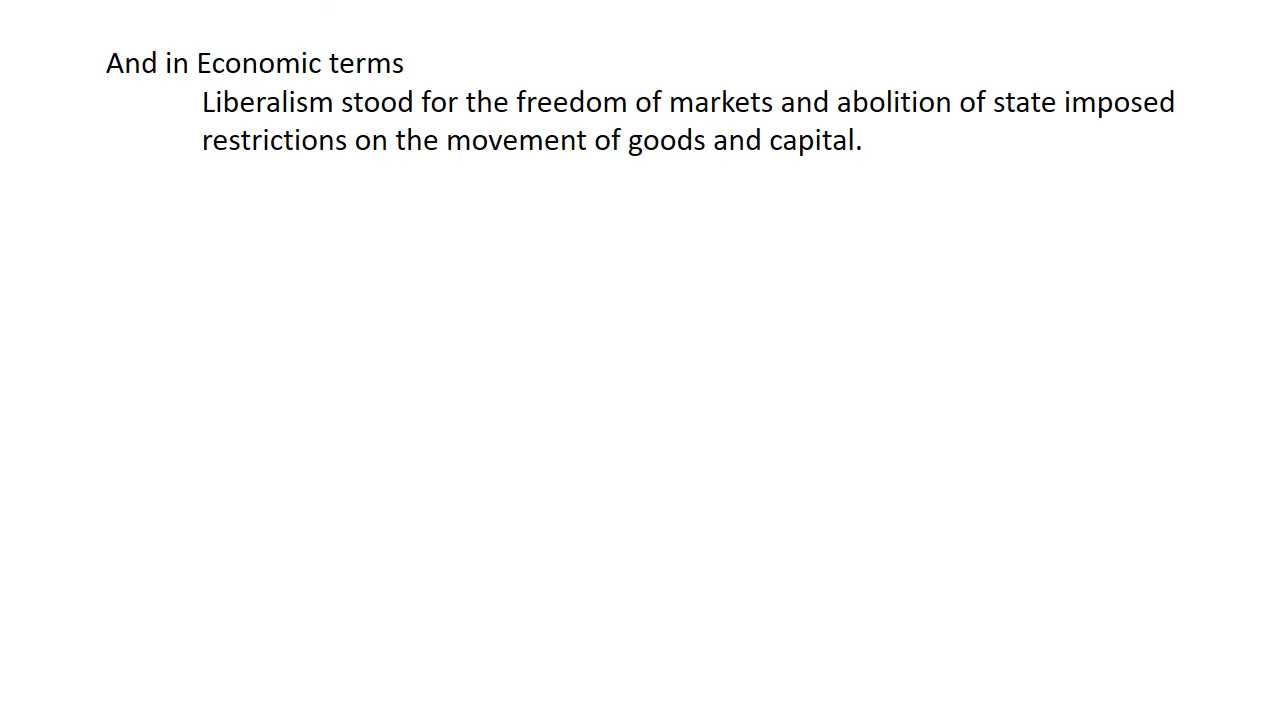 And in Economic terms
Liberalism stood for the freedom of markets and abolition of state imposed
restrictions on the movement of goods and capital.